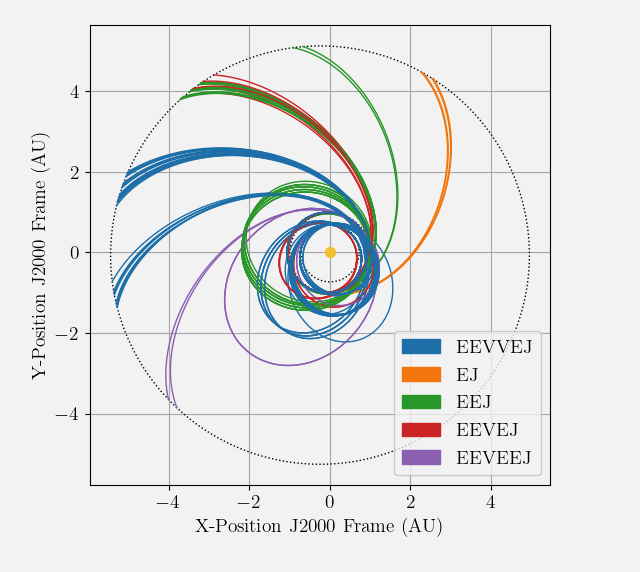 4
2
0
−2
−4
Y-Position J2000 Frame (AU)
EEVVEJ
EJ
EEJ
EEVEJ
EEVEEJ
−4 −2 0 2 4
X-Position J2000 Frame (AU)